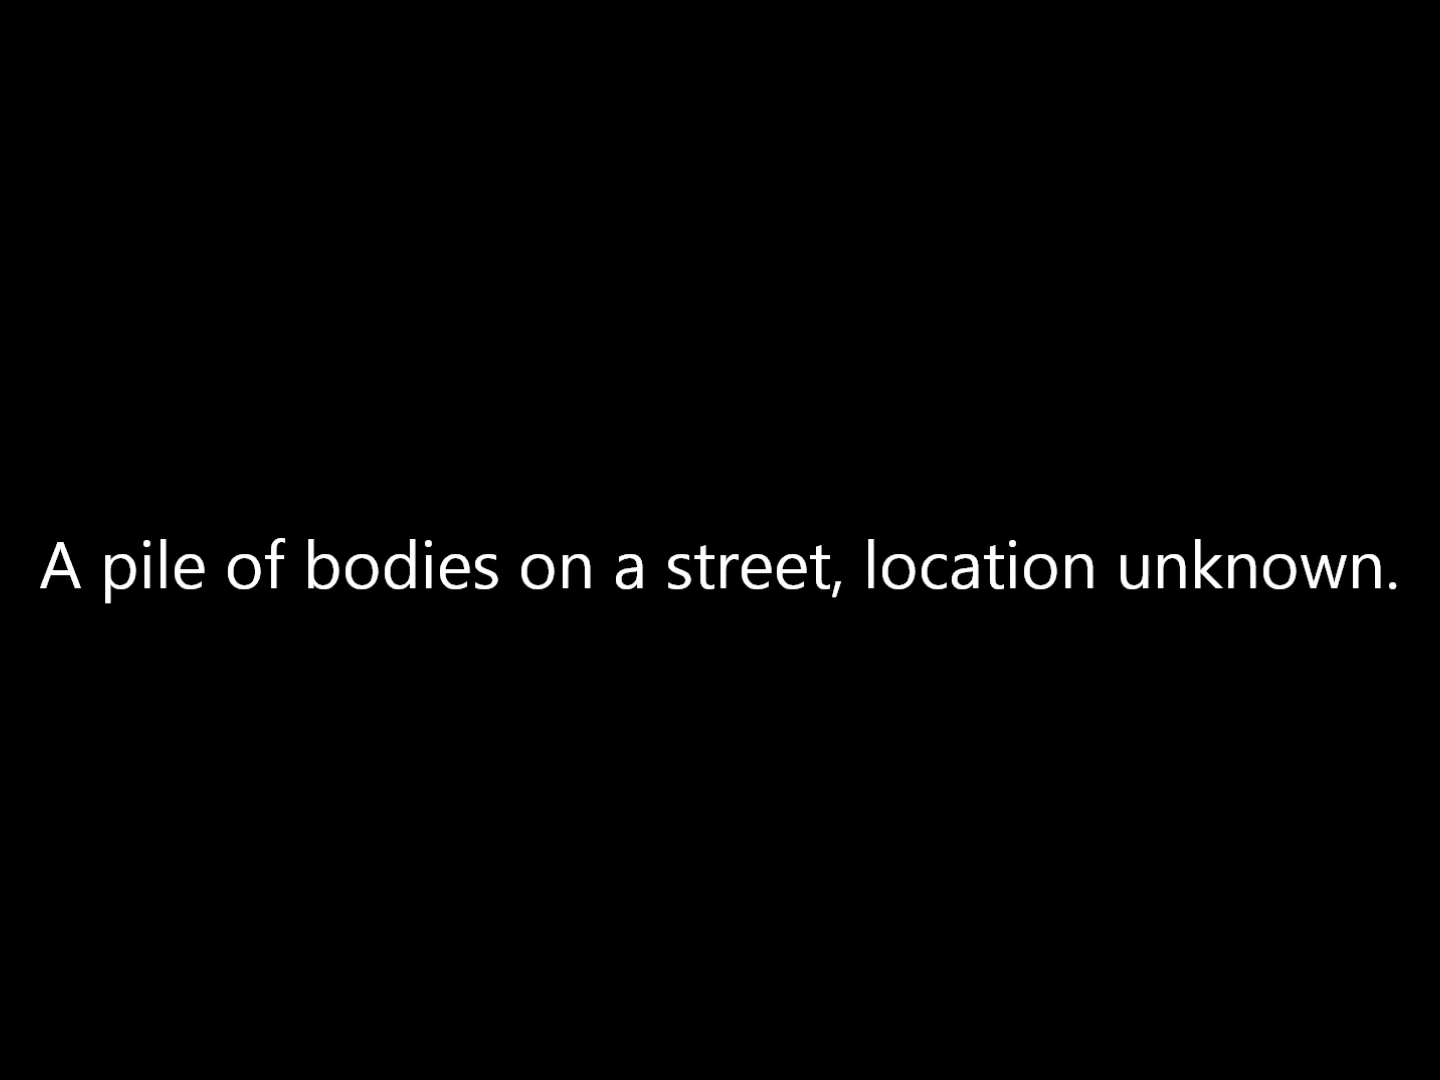 A pile of bodies on a street, location unknown.